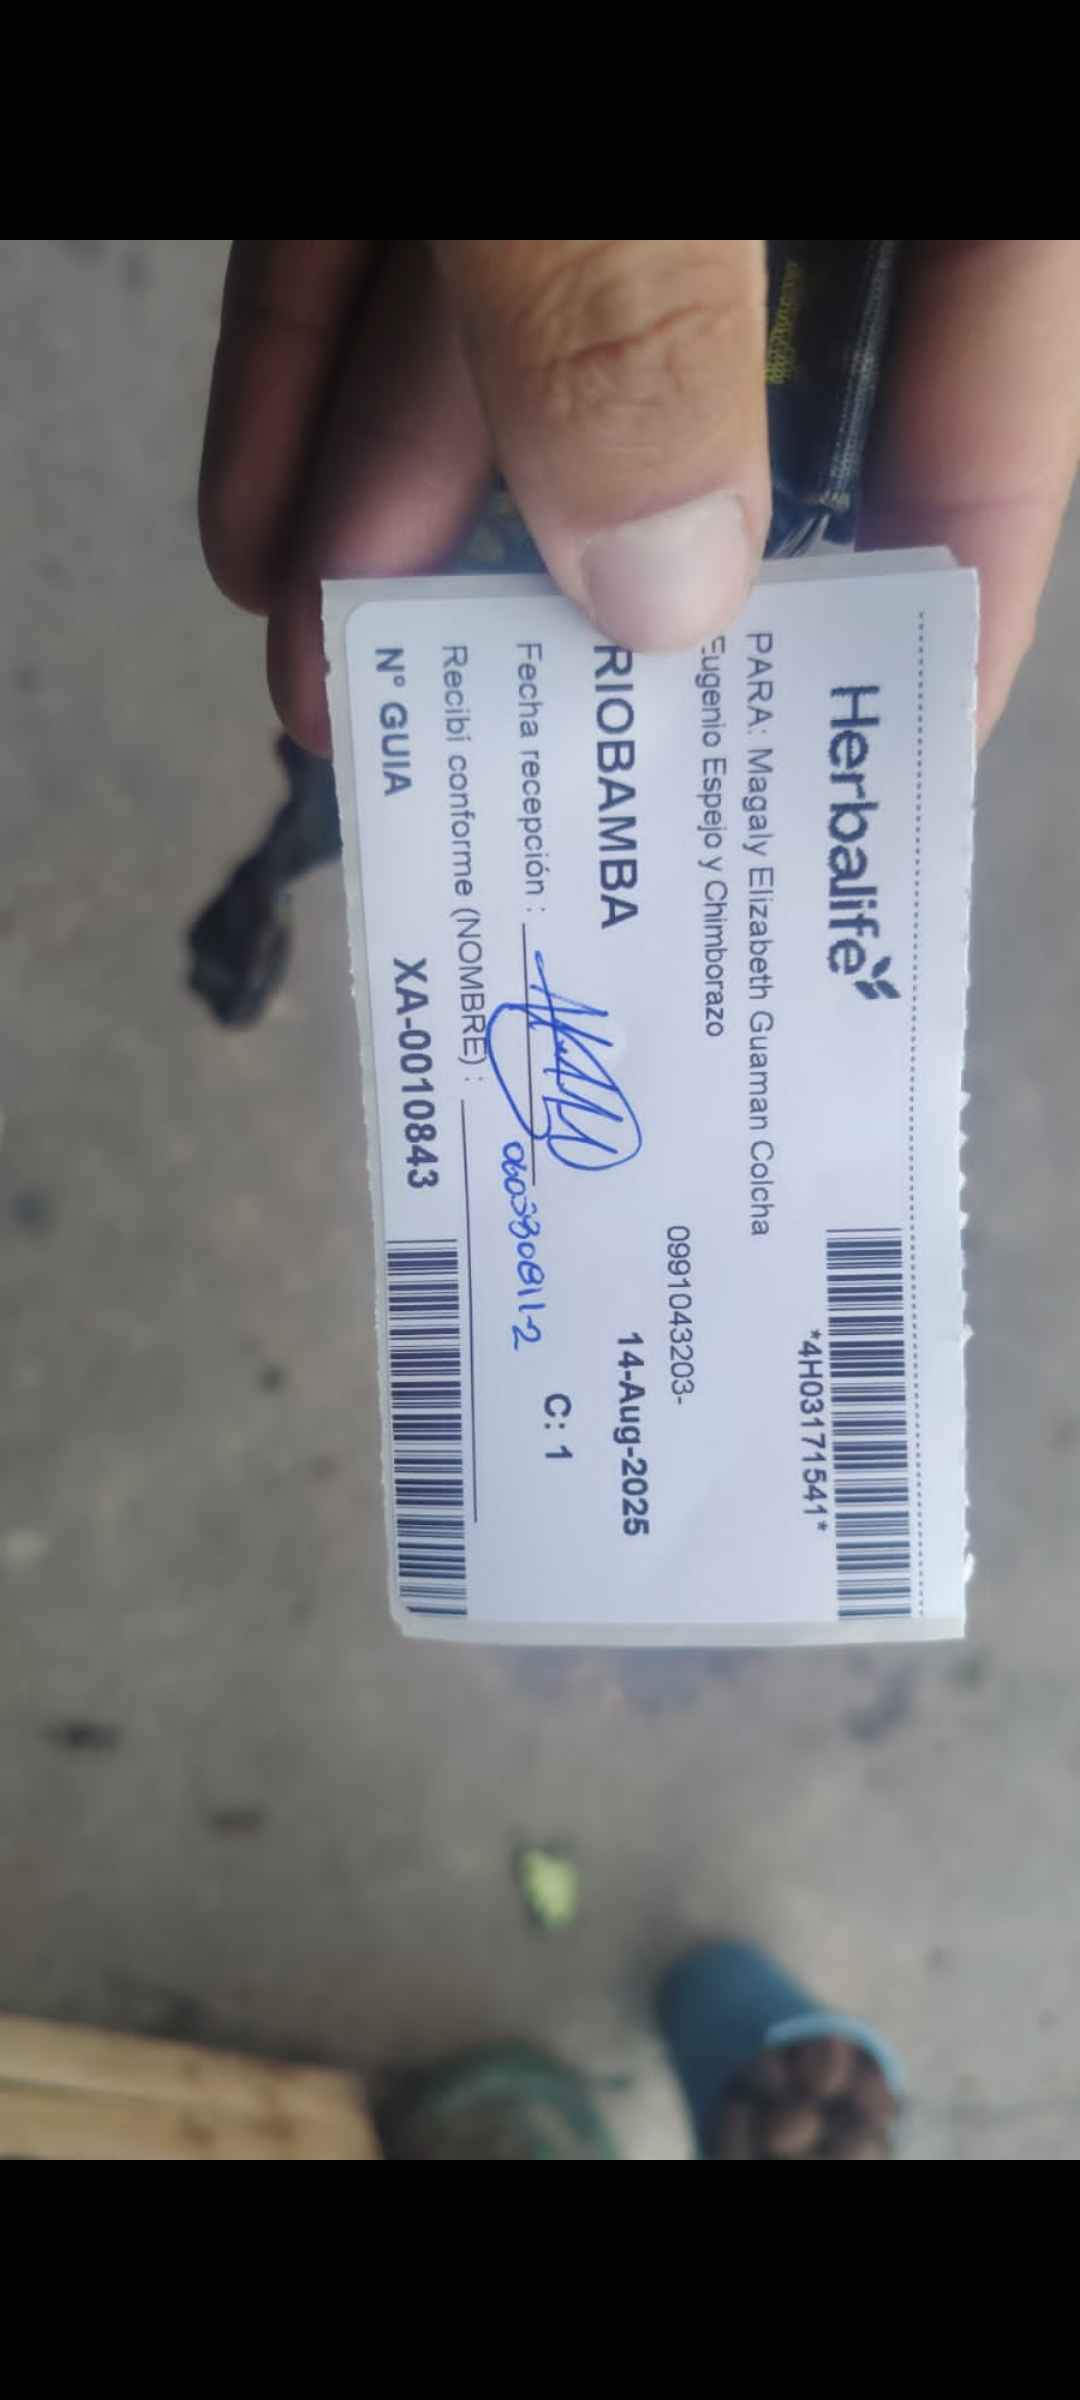 Herbalife
*4H03171541*
PARA: Magaly Elizabeth Guaman Colcha
Eugenio Espejo y Chimborazo
0991043203-
RIOBAMBA
14-Aug-2025
Fecha recepción :
C: 1
060380811-2
Recibí conforme (NOMBRE) :
N° GUIA XA-0010843